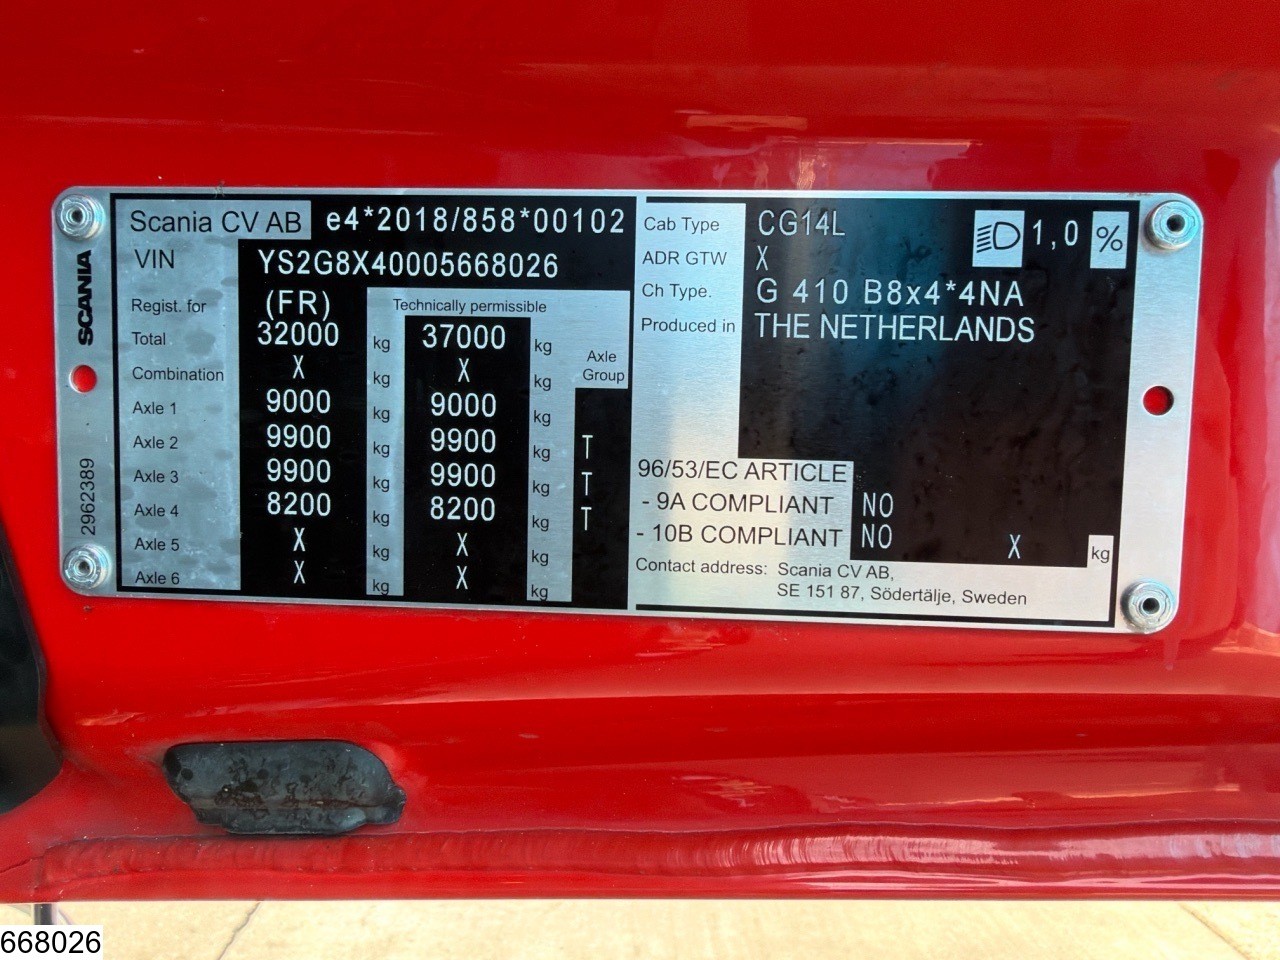 SCANIA
2962389
Scania CV AB e4*2018/858*00102
VIN YS2G8X40005668026
Regist. for (FR) Technically permissible
Total 32000 kg 37000 kg
Axle Group
Combination X kg X kg
Axle 1 9000 kg 9000 kg
Axle 2 9900 kg 9900 kg T
Axle 3 9900 kg 9900 kg T
Axle 4 8200 kg 8200 kg T
Axle 5 X kg X kg
Axle 6 X kg X kg
Cab Type CG14L 1,0 %
ADR GTW X
Ch Type. G 410 B8x4*4NA
Produced in THE NETHERLANDS
96/53/EC ARTICLE
- 9A COMPLIANT NO
- 10B COMPLIANT NO X kg
Contact address: Scania CV AB,
SE 151 87, Södertälje, Sweden
668026